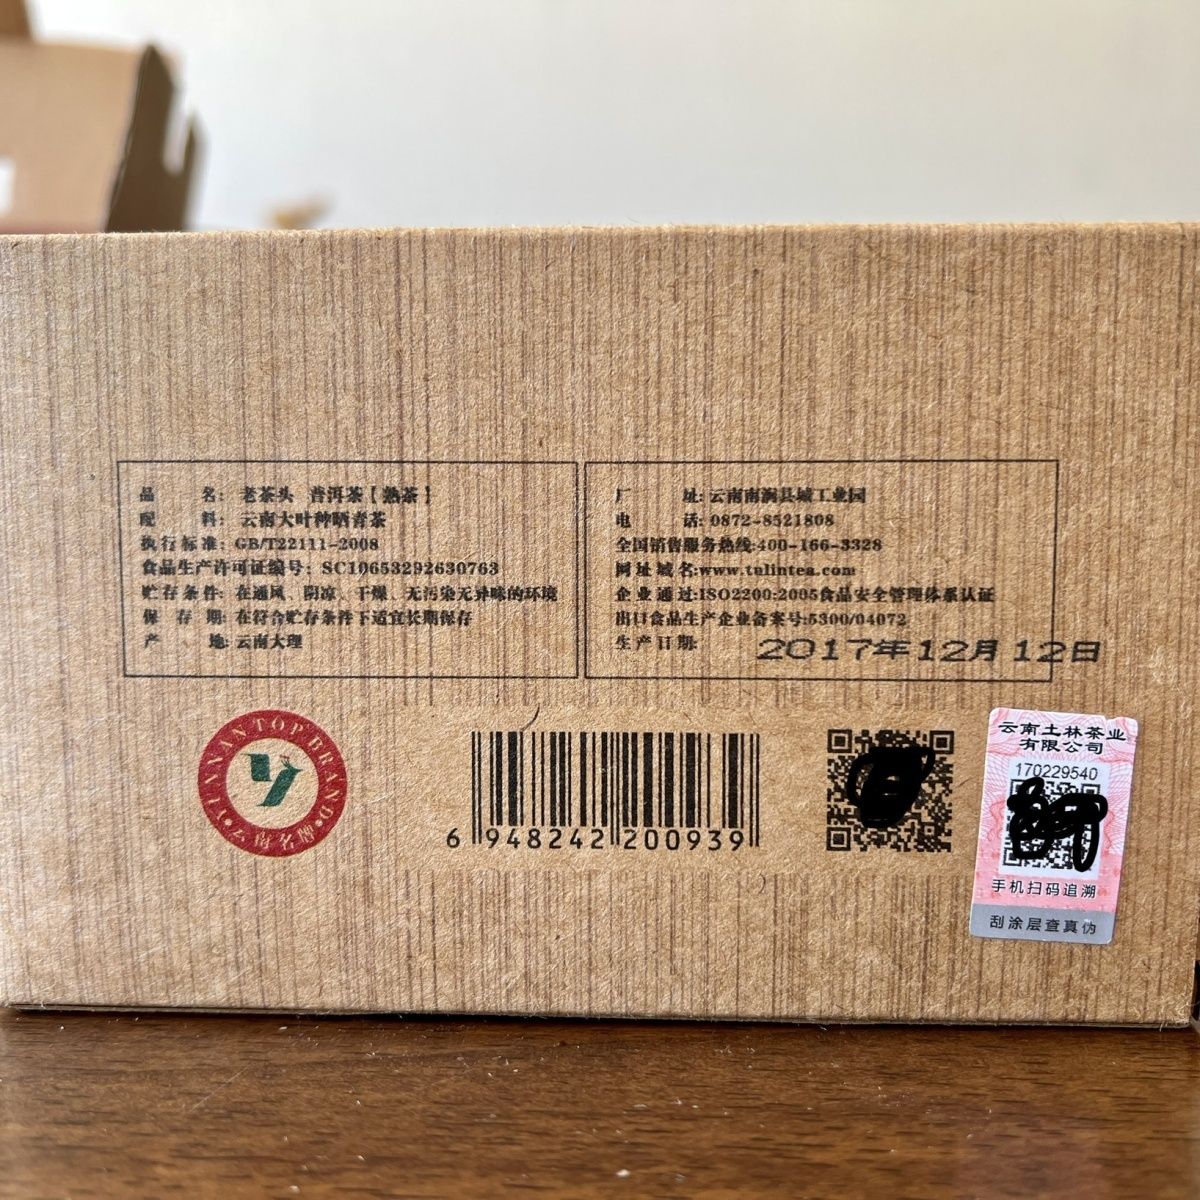 品 名: 老茶头 普洱茶【熟茶】
配 料: 云南大叶种晒青茶
执行标准: GB/T22111-2008
食品生产许可证编号: SC10653292630763
贮存条件: 在通风、阴凉、干燥、无污染无异味的环境
保 存 期: 在符合贮存条件下适宜长期保存
产 地: 云南大理
厂 址: 云南南涧县城工业园
电 话: 0872-8521808
全国销售服务热线:400-166-3328
网址域名:www.tulintea.com
企业通过:ISO2200:2005食品安全管理体系认证
出口食品生产企业备案号:5300/04072
生产日期: 2017年12月12日
YUNNAN TOP BRAND
云南名牌
6 948242 200939
云南土林茶业
有限公司
170229540
手机扫码追溯
刮涂层查真伪